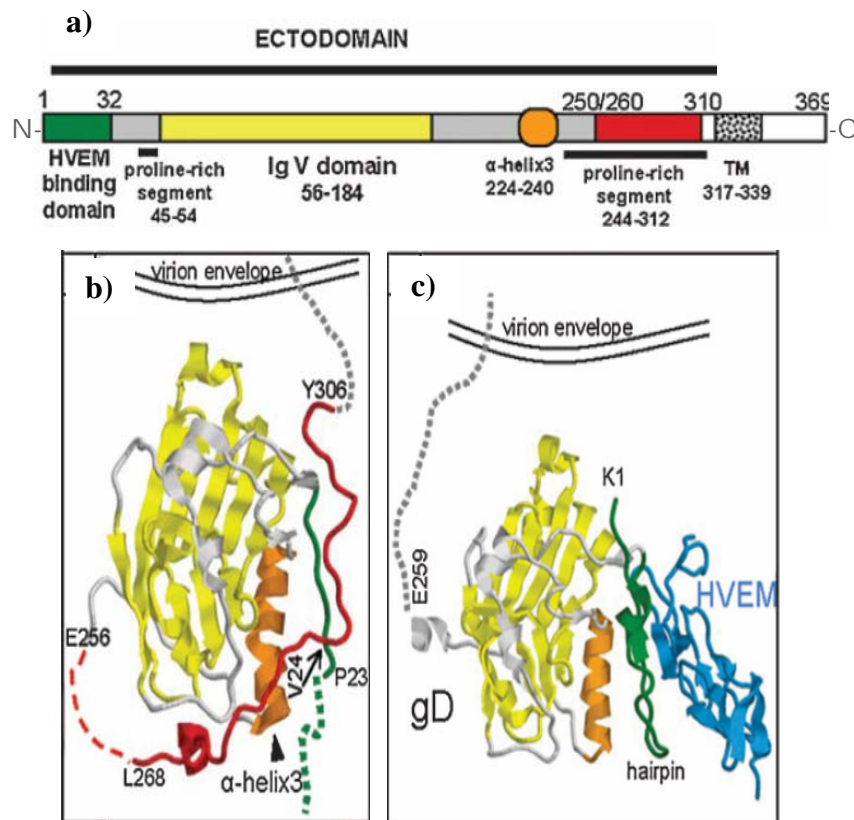 a)
ECTODOMAIN
1 32 250/260 310 369
N- -C
HVEM
binding
domain
proline-rich
segment
45-54
Ig V domain
56-184
α-helix3
224-240
proline-rich
segment
244-312
TM
317-339
b)
virion envelope
Y306
E256
V24
P23
L268
α-helix3
c)
virion envelope
K1
E259
HVEM
gD
hairpin